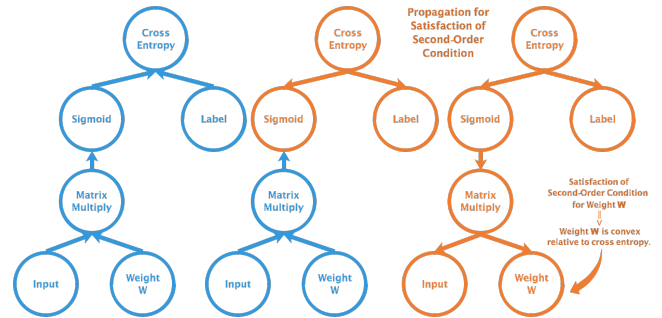 Cross
Entropy
Sigmoid
Label
Matrix
Multiply
Input
Weight
W
Cross
Entropy
Sigmoid
Label
Matrix
Multiply
Input
Weight
W
Propagation for
Satisfaction of
Second-Order
Condition
Cross
Entropy
Sigmoid
Label
Matrix
Multiply
Input
Weight
W
Satisfaction of
Second-Order Condition
for Weight W
=>
Weight W is convex
relative to cross entropy.